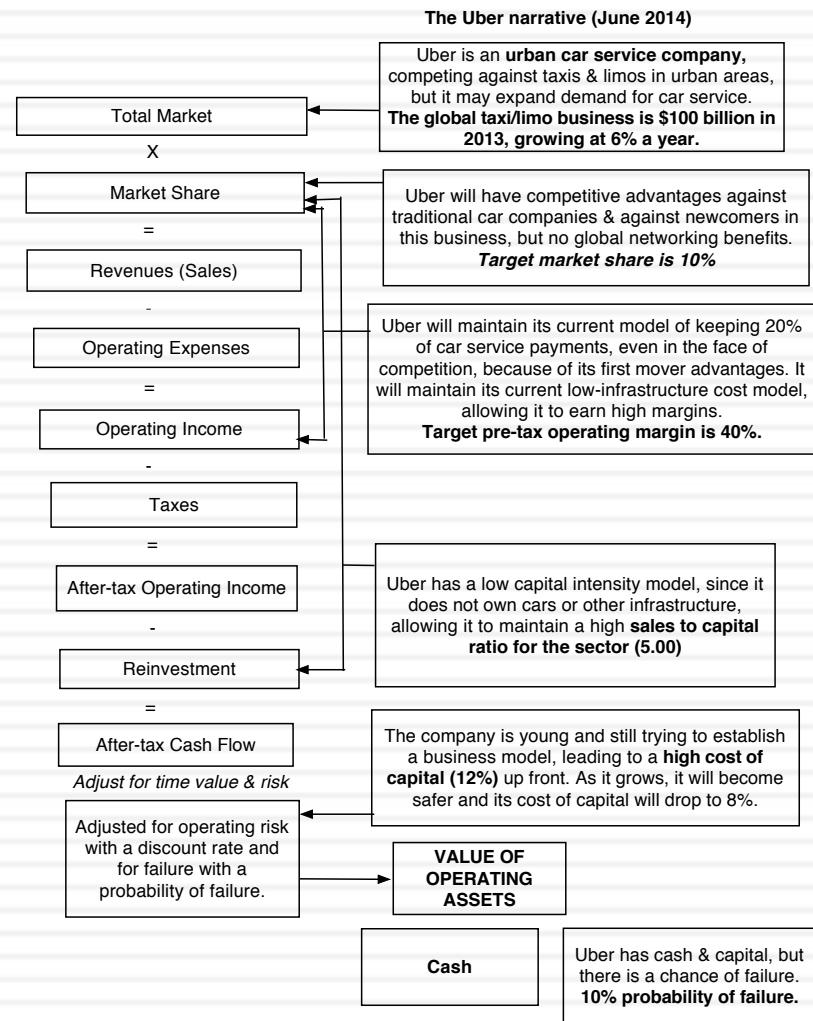 The Uber narrative (June 2014)
Uber is an urban car service company,
competing against taxis & limos in urban areas,
but it may expand demand for car service.
The global taxi/limo business is $100 billion in
2013, growing at 6% a year.
Total Market
X
Market Share
Uber will have competitive advantages against
traditional car companies & against newcomers in
this business, but no global networking benefits.
Target market share is 10%
=
Revenues (Sales)
-
Operating Expenses
Uber will maintain its current model of keeping 20%
of car service payments, even in the face of
competition, because of its first mover advantages. It
will maintain its current low-infrastructure cost model,
allowing it to earn high margins.
Target pre-tax operating margin is 40%.
=
Operating Income
-
Taxes
=
After-tax Operating Income
Uber has a low capital intensity model, since it
does not own cars or other infrastructure,
allowing it to maintain a high sales to capital
ratio for the sector (5.00)
-
Reinvestment
=
After-tax Cash Flow
The company is young and still trying to establish
a business model, leading to a high cost of
capital (12%) up front. As it grows, it will become
safer and its cost of capital will drop to 8%.
Adjust for time value & risk
Adjusted for operating risk
with a discount rate and
for failure with a
probability of failure.
VALUE OF
OPERATING
ASSETS
Cash
Uber has cash & capital, but
there is a chance of failure.
10% probability of failure.